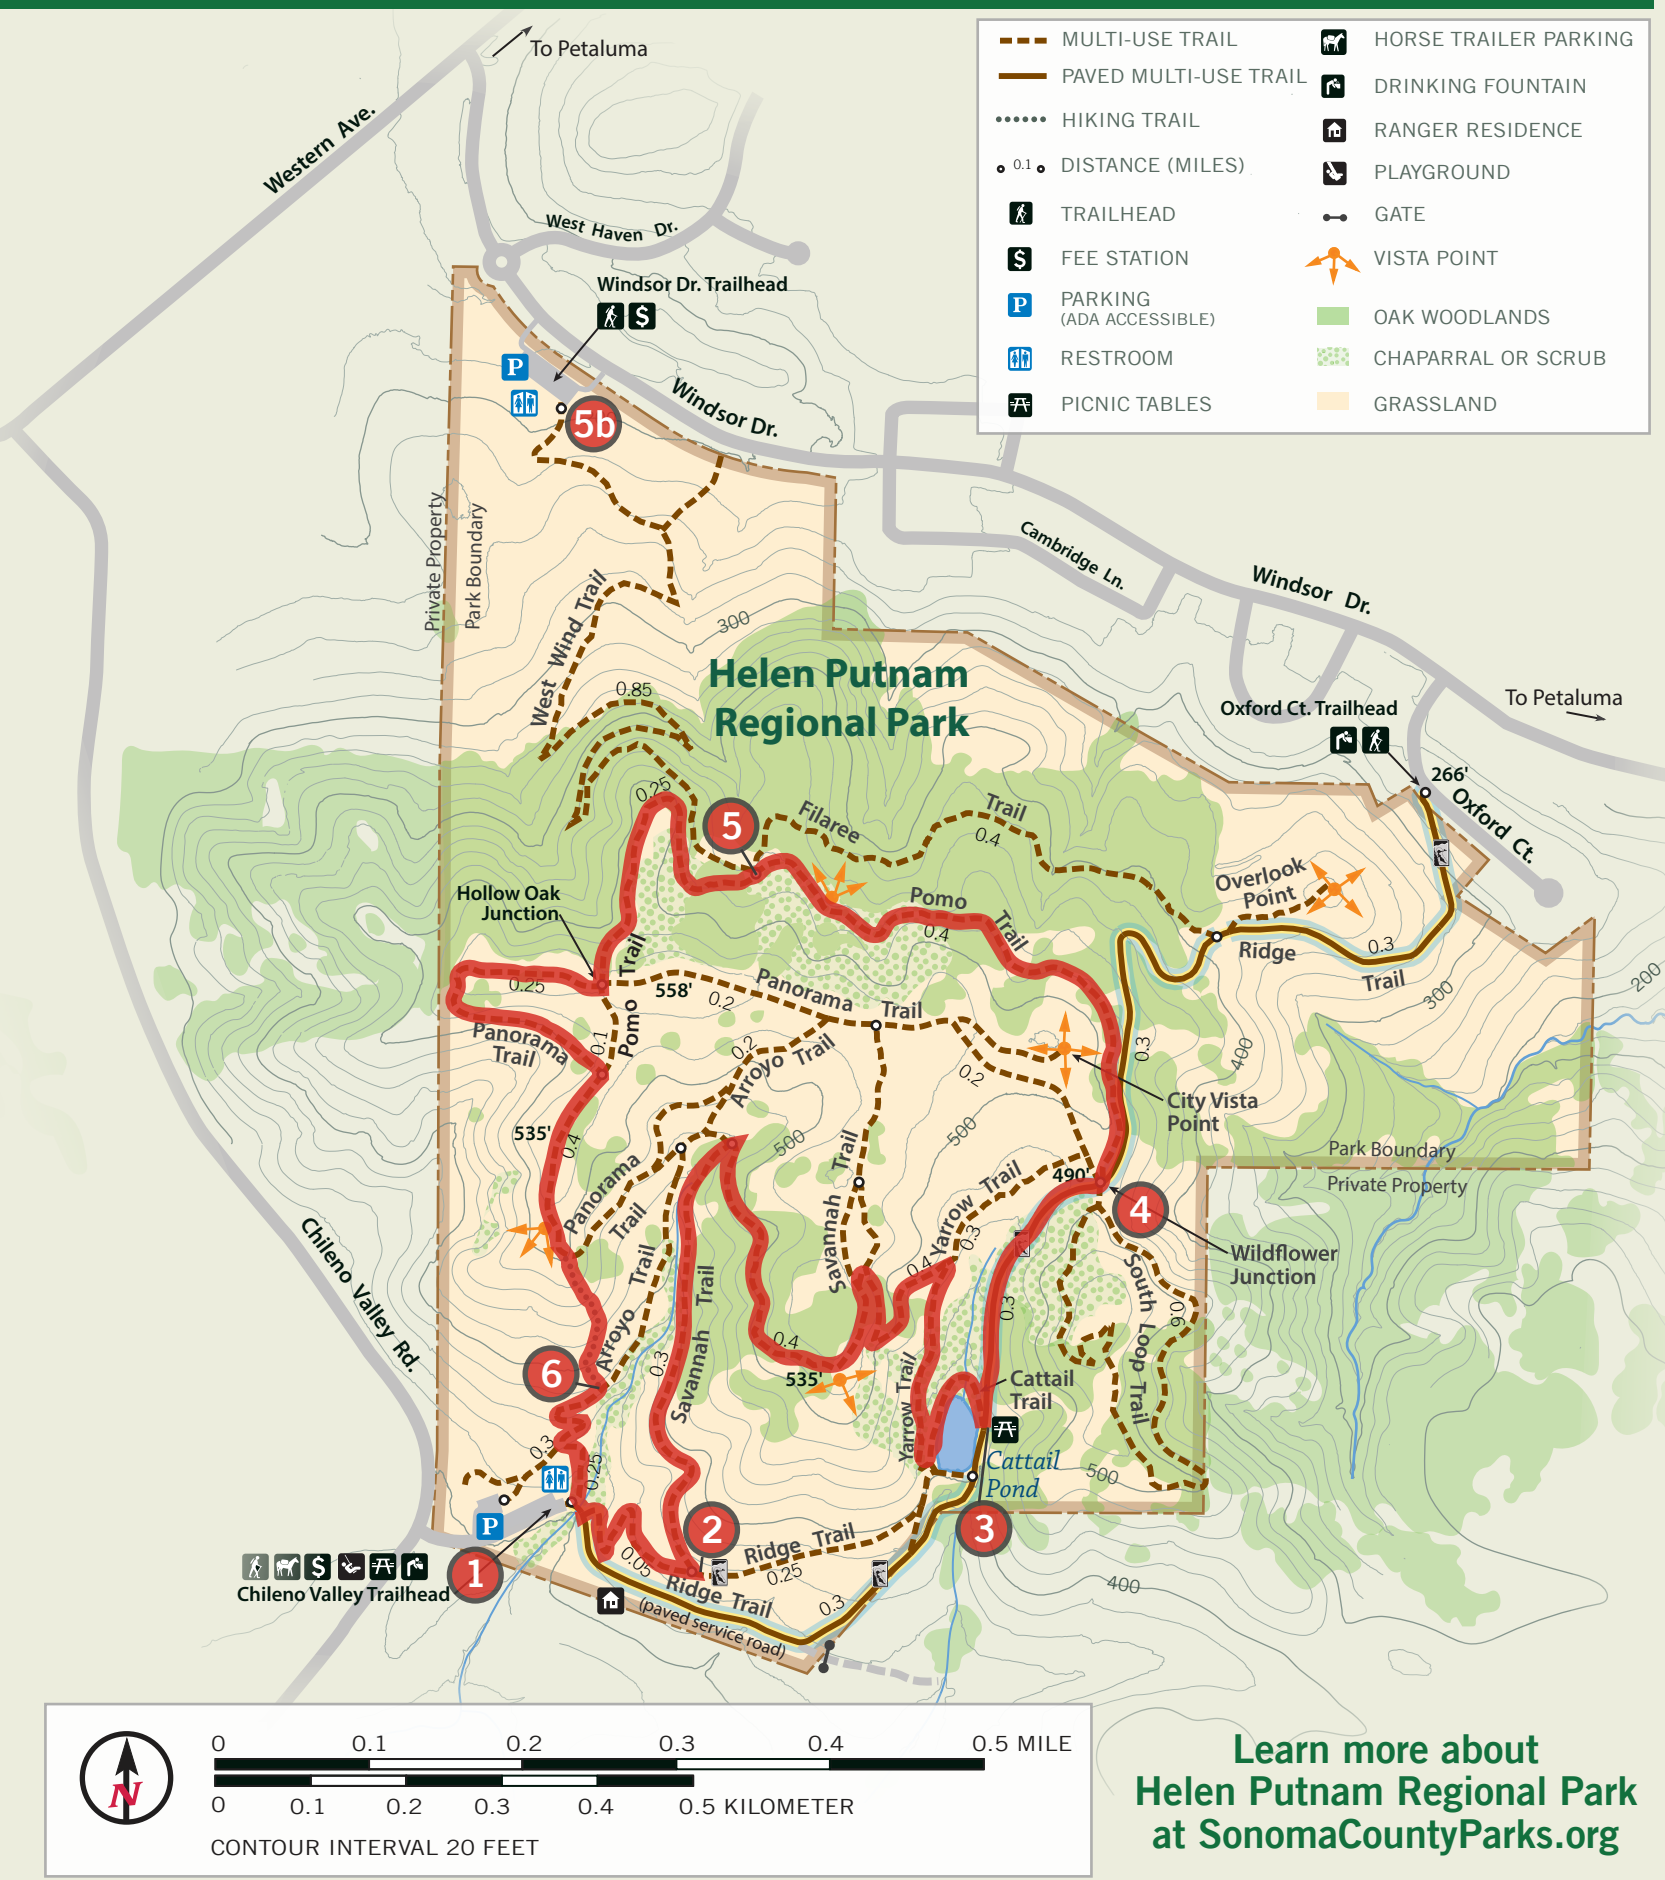 To Petaluma
Western Ave.
MULTI-USE TRAIL
PAVED MULTI-USE TRAIL
HIKING TRAIL
0.1 DISTANCE (MILES)
TRAILHEAD
$ FEE STATION
P PARKING
(ADA ACCESSIBLE)
RESTROOM
PICNIC TABLES
HORSE TRAILER PARKING
DRINKING FOUNTAIN
RANGER RESIDENCE
PLAYGROUND
GATE
VISTA POINT
OAK WOODLANDS
CHAPARRAL OR SCRUB
GRASSLAND
West Haven Dr.
Windsor Dr. Trailhead
$
P
5b
Windsor Dr.
Cambridge Ln.
Windsor Dr.
Private Property
Park Boundary
West Wind Trail
300
Helen Putnam
Regional Park
0.85
To Petaluma
Oxford Ct. Trailhead
266'
Oxford Ct.
0.25
5
Filaree
Trail
0.4
Overlook
Point
Hollow Oak
Junction
Pomo
Trail
0.4
Ridge
Trail
0.3
300
200
Pomo Trail
0.25
558'
0.2
Panorama
Trail
Panorama
Trail
0.1
0.2
Arroyo Trail
0.2
0.3
400
City Vista
Point
535'
0.4
500
500
Park Boundary
Private Property
Panorama
Trail
Savannah Trail
Yarrow Trail
490'
4
0.3
0.4
Wildflower
Junction
Arroyo Trail
Savannah Trail
0.3
South Loop Trail
0.6
0.3
0.4
535'
Chileno Valley Rd.
6
Yarrow Trail
Cattail
Trail
Cattail
Pond
500
0.3
0.25
P
1
2
3
Ridge Trail
0.25
0.05
Ridge Trail
(paved service road)
0.3
400
$
Chileno Valley Trailhead
N
0 0.1 0.2 0.3 0.4 0.5 MILE
0 0.1 0.2 0.3 0.4 0.5 KILOMETER
CONTOUR INTERVAL 20 FEET
Learn more about
Helen Putnam Regional Park
at SonomaCountyParks.org